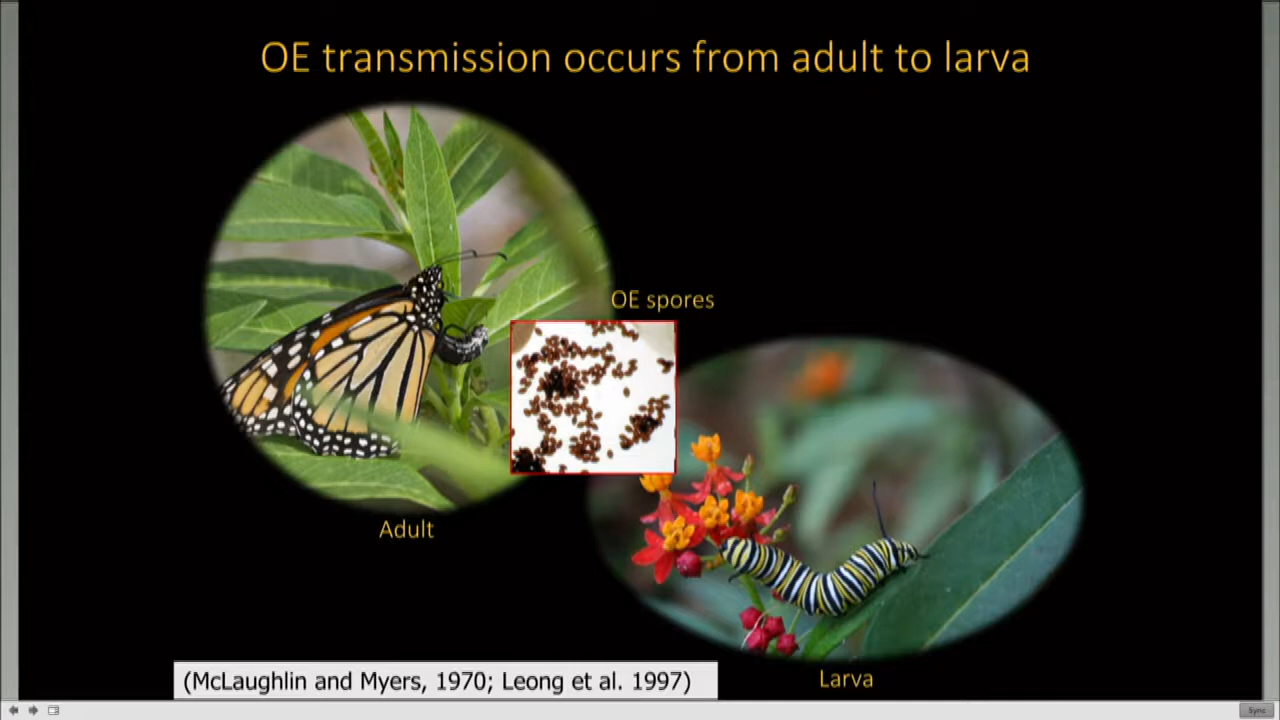 OE transmission occurs from adult to larva
OE spores
Adult
(McLaughlin and Myers, 1970; Leong et al. 1997)
Larva
Sync